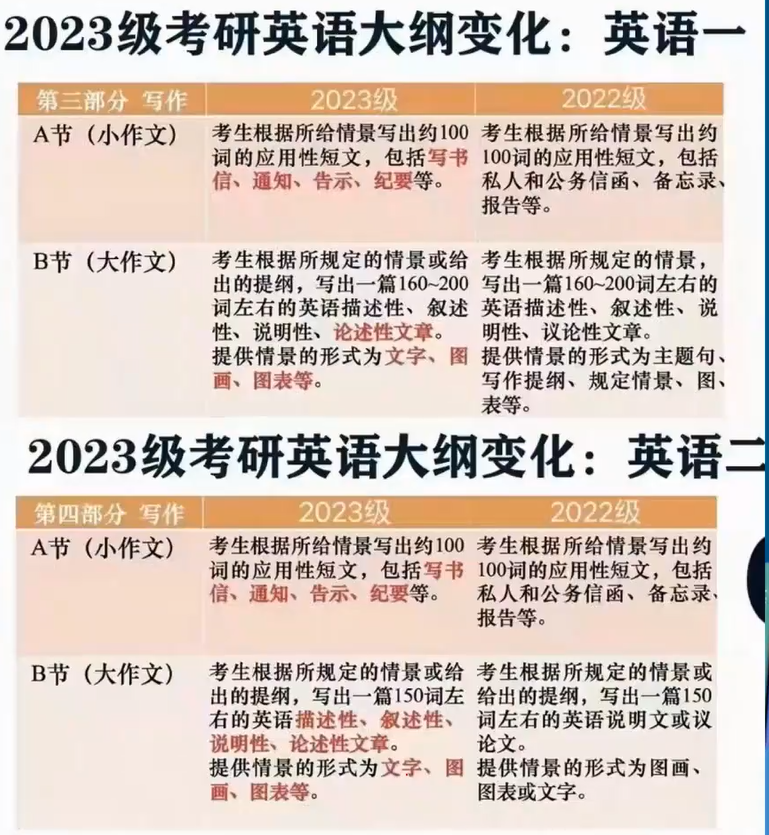 2023级考研英语大纲变化：英语一
第三部分 写作 2023级 2022级
A节（小作文）
考生根据所给情景写出约100
词的应用性短文，包括写书
信、通知、告示、纪要等。
考生根据所给情景写出约
100词的应用性短文，包括
私人和公务信函、备忘录、
报告等。
B节（大作文）
考生根据所规定的情景或给
出的提纲，写出一篇160~200
词左右的英语描述性、叙述
性、说明性、论述性文章。
提供情景的形式为文字、图
画、图表等。
考生根据所规定的情景，
写出一篇160~200词左右的
英语描述性、叙述性、说
明性、议论性文章。
提供情景的形式为主题句、
写作提纲、规定情景、图、
表等。
2023级考研英语大纲变化：英语二
第四部分 写作 2023级 2022级
A节（小作文）
考生根据所给情景写出约100
词的应用性短文，包括写书
信、通知、告示、纪要等。
考生根据所给情景写出约
100词的应用性短文，包括
私人和公务信函、备忘录、
报告等。
B节（大作文）
考生根据所规定的情景或给
出的提纲，写出一篇150词左
右的英语描述性、叙述性、
说明性、论述性文章。
提供情景的形式为文字、图
画、图表等。
考生根据所规定的情景或
给出的提纲，写出一篇150
词左右的英语说明文或议
论文。
提供情景的形式为图画、
图表或文字。